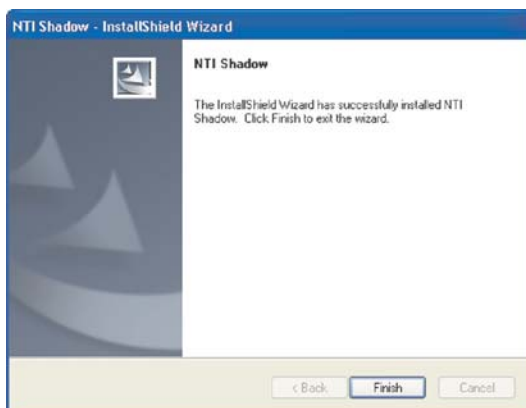 NTI Shadow - InstallShield Wizard
NTI Shadow
The InstallShield Wizard has successfully installed NTI
Shadow. Click Finish to exit the wizard.
< Back Finish Cancel